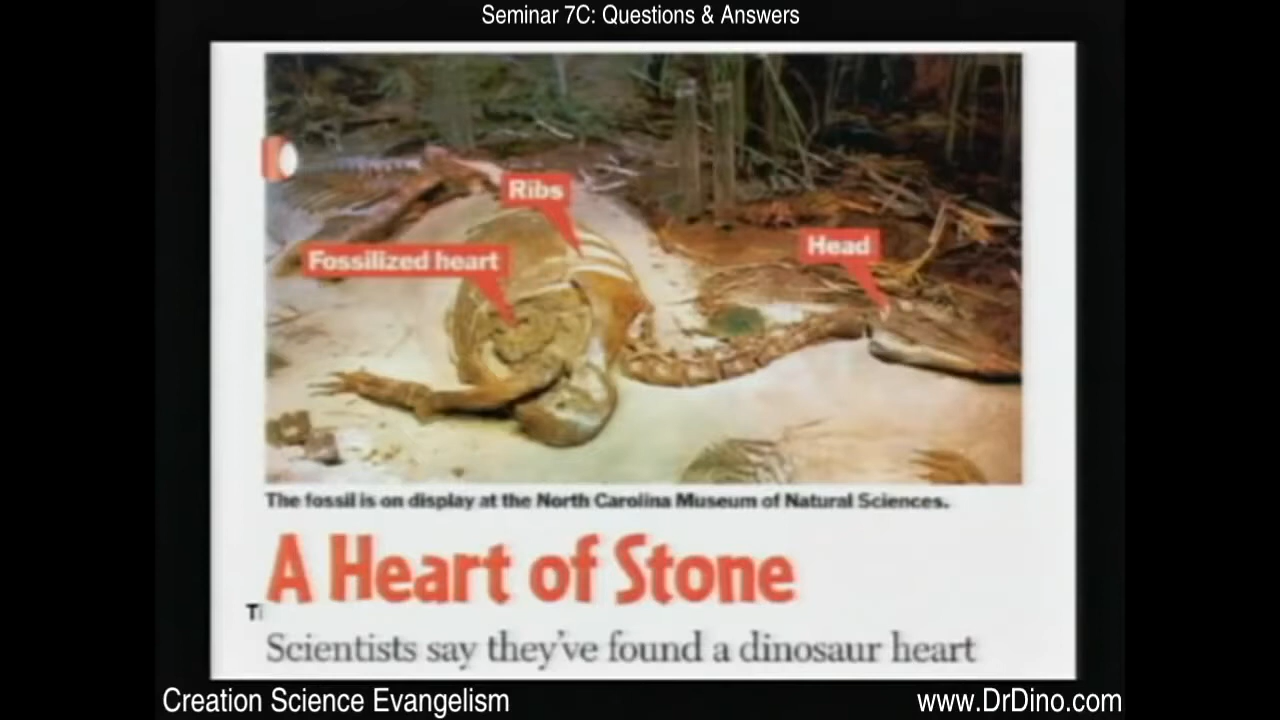 Seminar 7C: Questions & Answers
Ribs
Fossilized heart
Head
The fossil is on display at the North Carolina Museum of Natural Sciences.
A Heart of Stone
T
Scientists say they've found a dinosaur heart
Creation Science Evangelism
www.DrDino.com